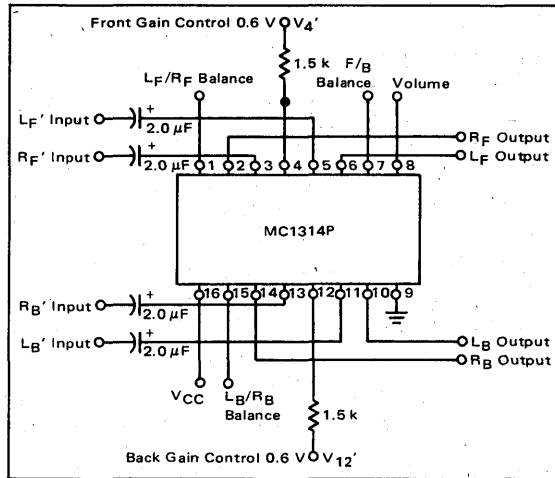 Front Gain Control 0.6 V V4′
1.5 k
LF/RF Balance
F/B
Balance
Volume
LF′ Input
+
2.0 µF
RF Output
RF′ Input
+
2.0 µF
LF Output
1 2 3 4 5 6 7 8
MC1314P
16 15 14 13 12 11 10 9
RB′ Input
+
2.0 µF
LB′ Input
+
2.0 µF
LB Output
RB Output
VCC
LB/RB
Balance
1.5 k
Back Gain Control 0.6 V V12′